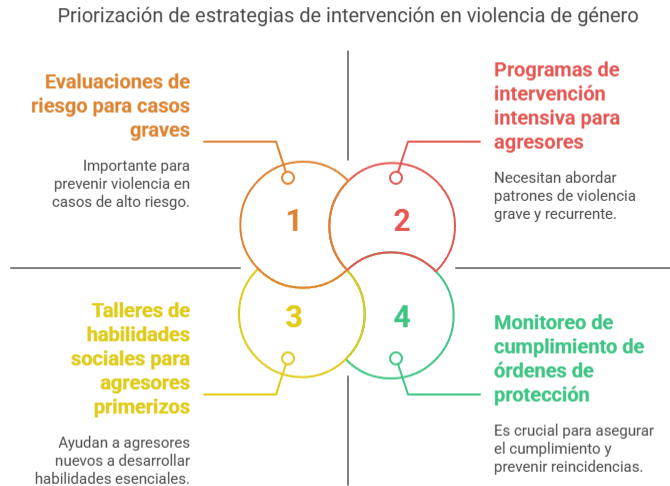 Priorización de estrategias de intervención en violencia de género
Evaluaciones de
riesgo para casos
graves
Importante para
prevenir violencia en
casos de alto riesgo.
Programas de
intervención
intensiva para
agresores
Necesitan abordar
patrones de violencia
grave y recurrente.
1
2
3
4
Talleres de
habilidades
sociales para
agresores
primerizos
Ayudan a agresores
nuevos a desarrollar
habilidades esenciales.
Monitoreo de
cumplimiento de
órdenes de
protección
Es crucial para asegurar
el cumplimiento y
prevenir reincidencias.